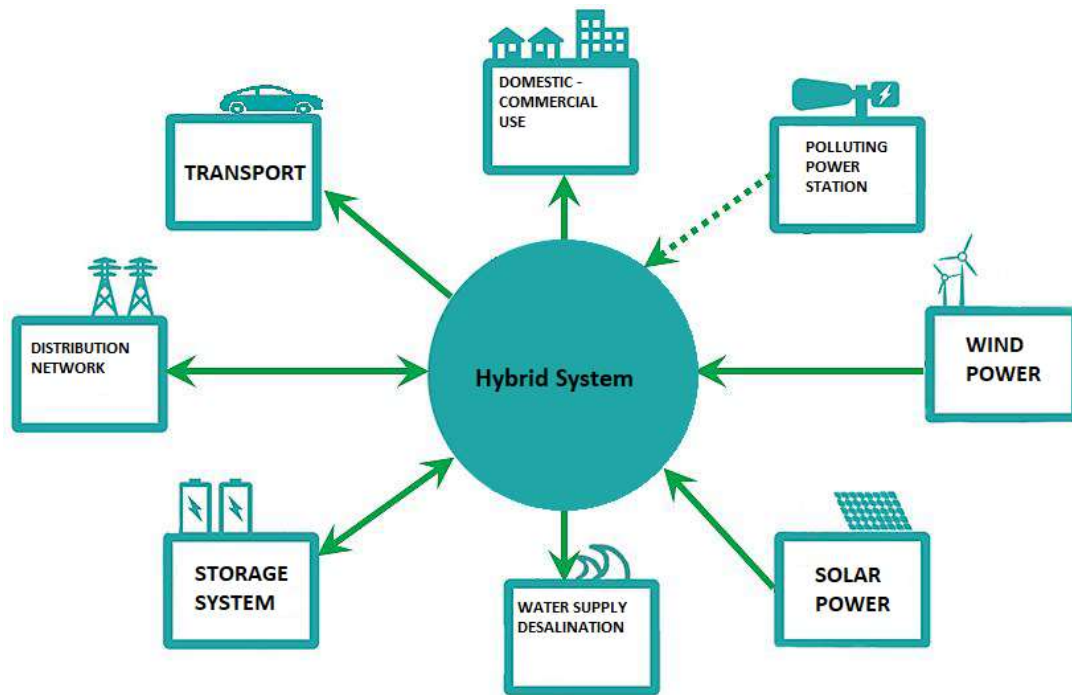 DOMESTIC -
COMMERCIAL
USE
TRANSPORT
POLLUTING
POWER
STATION
DISTRIBUTION
NETWORK
Hybrid System
WIND
POWER
STORAGE
SYSTEM
WATER SUPPLY
DESALINATION
SOLAR
POWER